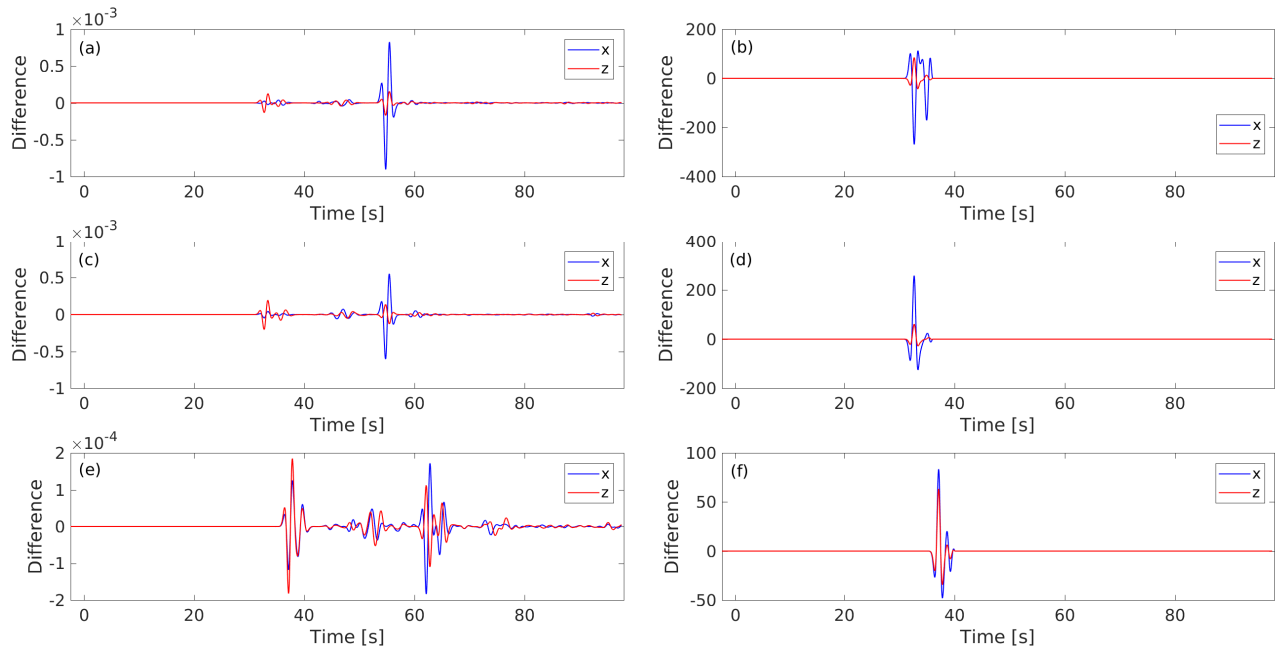 ×10⁻³
(a)
x
z
1
0.5
0
-0.5
-1
Difference
0
20
40
60
80
Time [s]
(b)
x
z
200
0
-200
-400
Difference
0
20
40
60
80
Time [s]
×10⁻³
(c)
x
z
1
0.5
0
-0.5
-1
Difference
0
20
40
60
80
Time [s]
(d)
x
z
400
200
0
-200
Difference
0
20
40
60
80
Time [s]
×10⁻⁴
(e)
x
z
2
1
0
-1
-2
Difference
0
20
40
60
80
Time [s]
(f)
x
z
100
50
0
-50
Difference
0
20
40
60
80
Time [s]